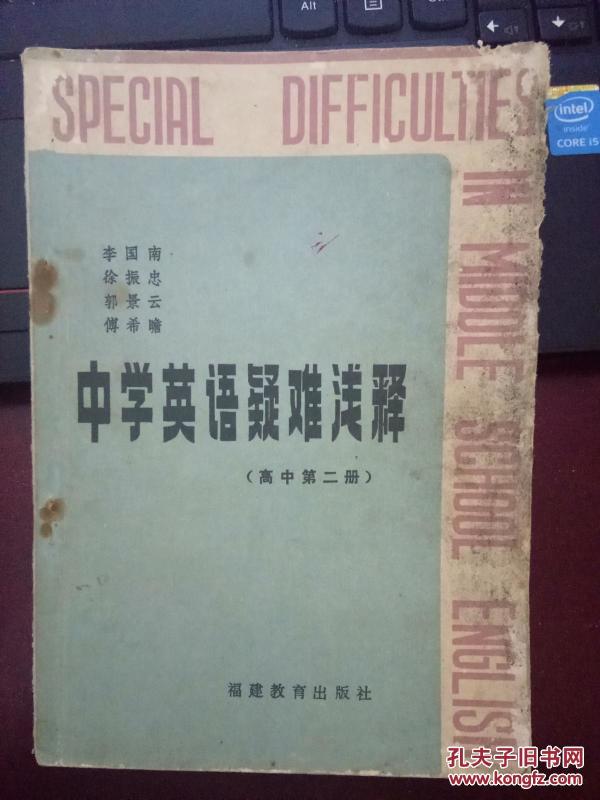 Alt
intel
inside
CORE i5
SPECIAL DIFFICULTIES
IN MIDDLE SCHOOL ENGLISH
李国南
徐振忠
郭景云
傅希瞻
中学英语疑难浅释
(高中第二册)
福建教育出版社
孔夫子旧书网
www.kongfz.com